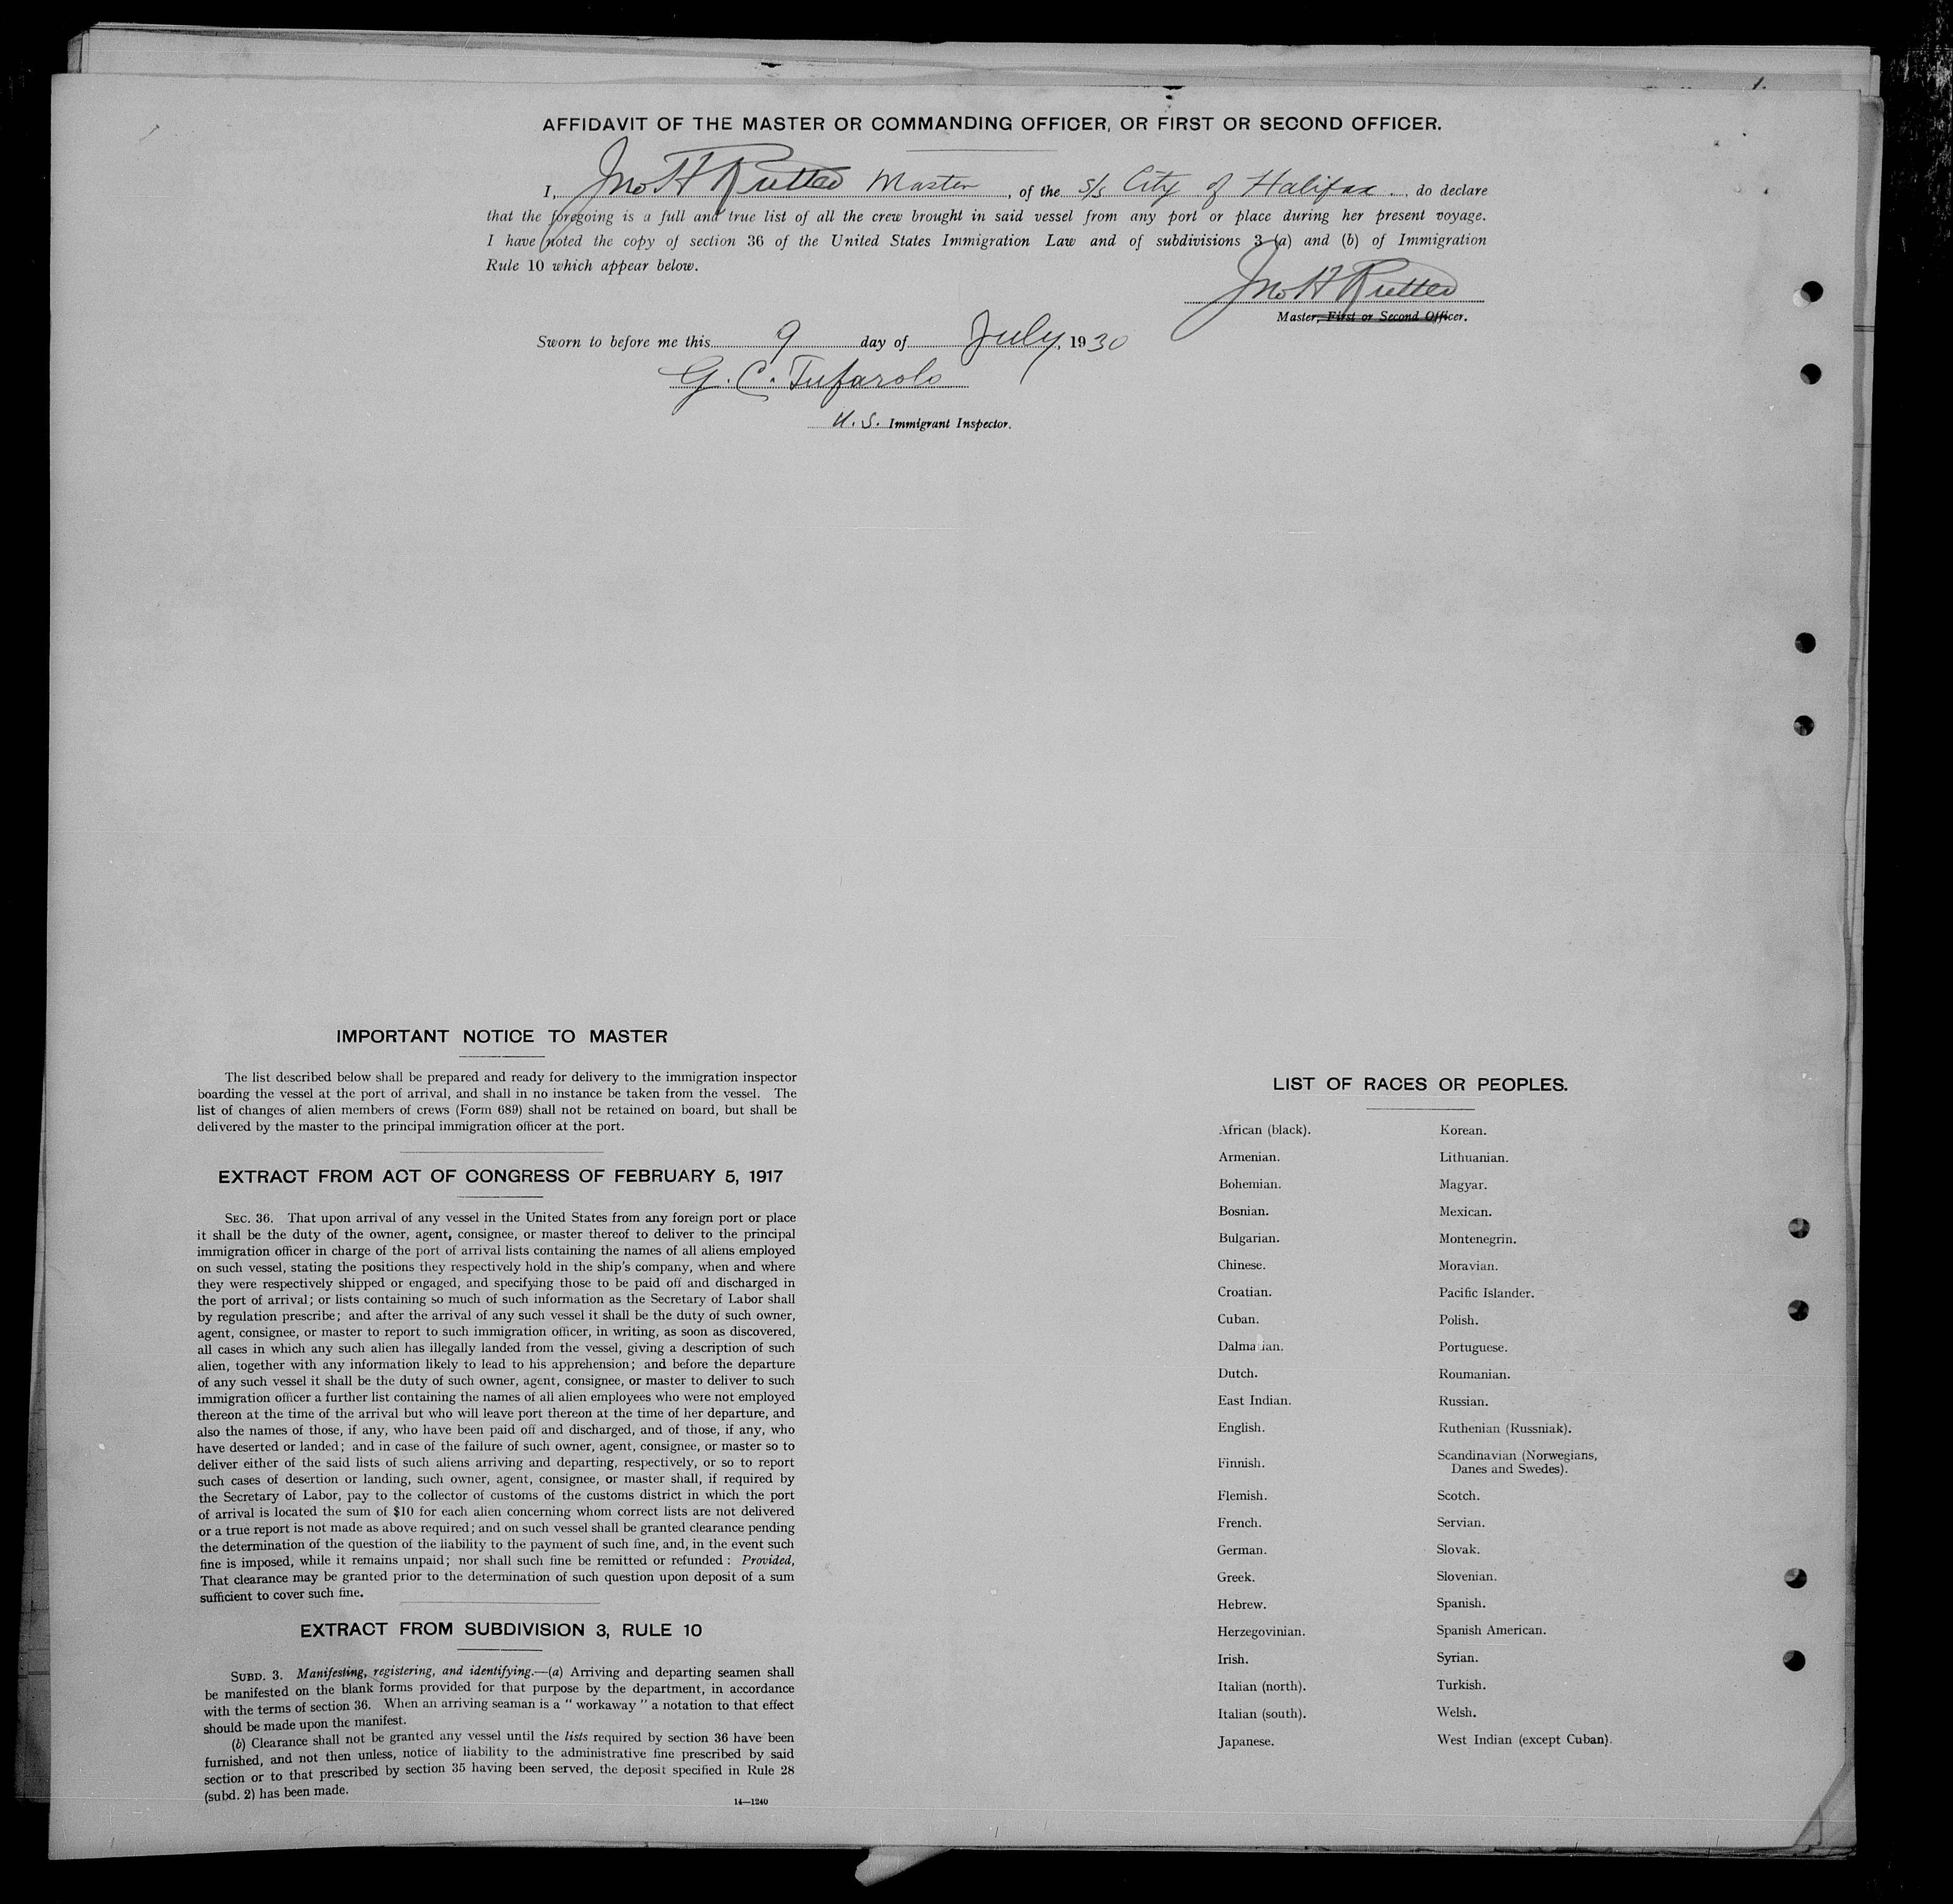 AFFIDAVIT OF THE MASTER OR COMMANDING OFFICER, OR FIRST OR SECOND OFFICER.
I, Jno H Rutter Master, of the S/s City of Halifax do declare
that the foregoing is a full and true list of all the crew brought in said vessel from any port or place during her present voyage.
I have noted the copy of section 36 of the United States Immigration Law and of subdivisions 3 (a) and (b) of Immigration
Rule 10 which appear below.
Jno H Rutter
Master, First or Second Officer.
Sworn to before me this 9 day of July, 1930
G. C. Tufarolo
U.S. Immigrant Inspector.
IMPORTANT NOTICE TO MASTER
The list described below shall be prepared and ready for delivery to the immigration inspector
boarding the vessel at the port of arrival, and shall in no instance be taken from the vessel. The
list of changes of alien members of crews (Form 689) shall not be retained on board, but shall be
delivered by the master to the principal immigration officer at the port.
EXTRACT FROM ACT OF CONGRESS OF FEBRUARY 5, 1917
SEC. 36. That upon arrival of any vessel in the United States from any foreign port or place
it shall be the duty of the owner, agent, consignee, or master thereof to deliver to the principal
immigration officer in charge of the port of arrival lists containing the names of all aliens employed
on such vessel, stating the positions they respectively hold in the ship's company, when and where
they were respectively shipped or engaged, and specifying those to be paid off and discharged in
the port of arrival; or lists containing so much of such information as the Secretary of Labor shall
by regulation prescribe; and after the arrival of any such vessel it shall be the duty of such owner,
agent, consignee, or master to report to such immigration officer, in writing, as soon as discovered,
all cases in which any such alien has illegally landed from the vessel, giving a description of such
alien, together with any information likely to lead to his apprehension; and before the departure
of any such vessel it shall be the duty of such owner, agent, consignee, or master to deliver to such
immigration officer a further list containing the names of all alien employees who were not employed
thereon at the time of the arrival but who will leave port thereon at the time of her departure, and
also the names of those, if any, who have been paid off and discharged, and of those, if any, who
have deserted or landed; and in case of the failure of such owner, agent, consignee, or master so to
deliver either of the said lists of such aliens arriving and departing, respectively, or so to report
such cases of desertion or landing, such owner, agent, consignee, or master shall, if required by
the Secretary of Labor, pay to the collector of customs of the customs district in which the port
of arrival is located the sum of $10 for each alien concerning whom correct lists are not delivered
or a true report is not made as above required; and on such vessel shall be granted clearance pending
the determination of the question of the liability to the payment of such fine, and, in the event such
fine is imposed, while it remains unpaid; nor shall such fine be remitted or refunded: Provided,
That clearance may be granted prior to the determination of such question upon deposit of a sum
sufficient to cover such fine.
EXTRACT FROM SUBDIVISION 3, RULE 10
SUBD. 3. Manifesting, registering, and identifying.—(a) Arriving and departing seamen shall
be manifested on the blank forms provided for that purpose by the department, in accordance
with the terms of section 36. When an arriving seaman is a "workaway" a notation to that effect
should be made upon the manifest.
(b) Clearance shall not be granted any vessel until the lists required by section 36 have been
furnished, and not then unless, notice of liability to the administrative fine prescribed by said
section or to that prescribed by section 35 having been served, the deposit specified in Rule 28
(subd. 2) has been made.
14—1240
LIST OF RACES OR PEOPLES.
African (black).
Armenian.
Bohemian.
Bosnian.
Bulgarian.
Chinese.
Croatian.
Cuban.
Dalmatian.
Dutch.
East Indian.
English.
Finnish.
Flemish.
French.
German.
Greek.
Hebrew.
Herzegovinian.
Irish.
Italian (north).
Italian (south).
Japanese.
Korean.
Lithuanian.
Magyar.
Mexican.
Montenegrin.
Moravian.
Pacific Islander.
Polish.
Portuguese.
Roumanian.
Russian.
Ruthenian (Russniak).
Scandinavian (Norwegians,
Danes and Swedes).
Scotch.
Servian.
Slovak.
Slovenian.
Spanish.
Spanish American.
Syrian.
Turkish.
Welsh.
West Indian (except Cuban).